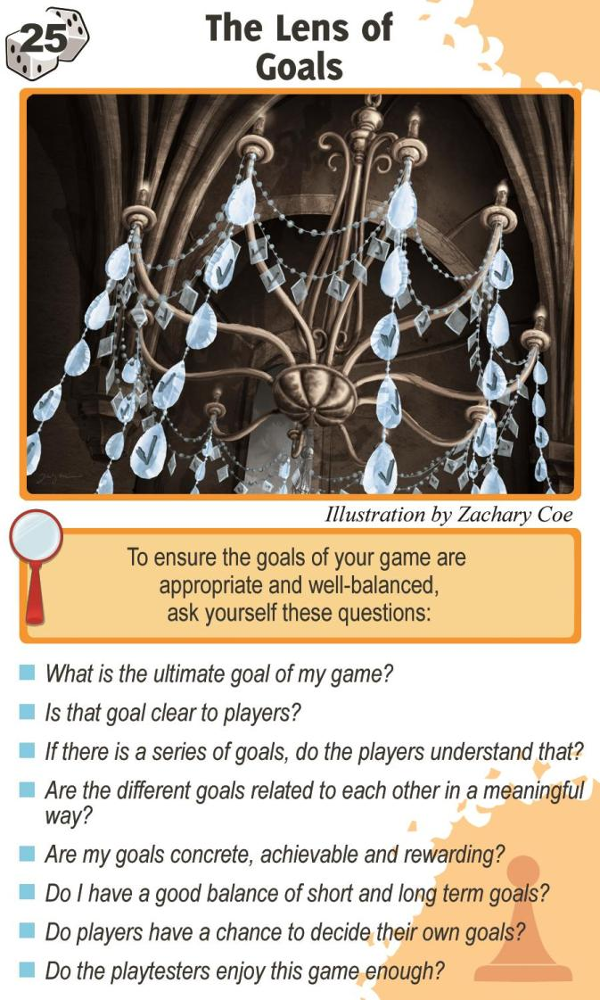 25
The Lens of
Goals
Illustration by Zachary Coe
To ensure the goals of your game are
appropriate and well-balanced,
ask yourself these questions:
What is the ultimate goal of my game?
Is that goal clear to players?
If there is a series of goals, do the players understand that?
Are the different goals related to each other in a meaningful
way?
Are my goals concrete, achievable and rewarding?
Do I have a good balance of short and long term goals?
Do players have a chance to decide their own goals?
Do the playtesters enjoy this game enough?